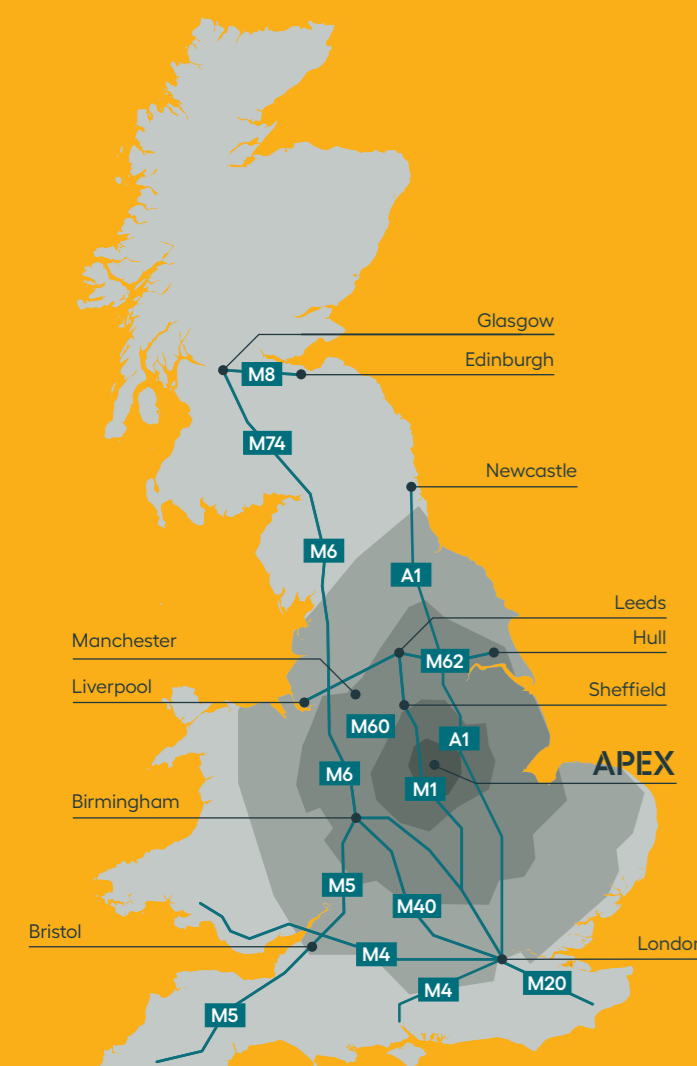 Glasgow
Edinburgh
M8
M74
Newcastle
M6
A1
Leeds
Manchester
Hull
M62
Liverpool
Sheffield
M60
A1
APEX
M6
M1
Birmingham
M5
M40
Bristol
London
M4
M20
M4
M5